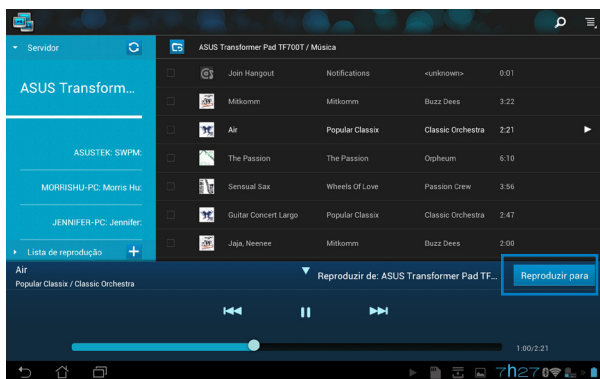 Servidor
ASUS Transformer Pad TF700T / Música
ASUS Transform...
ASUSTEK: SWPM:
MORRISHU-PC: Morris Hu:
JENNIFER-PC: Jennifer:
Lista de reprodução
Join Hangout Notifications <unknown> 0:01
Mitkomm Mitkomm Buzz Dees 3:22
Air Popular Classix Classic Orchestra 2:21
The Passion The Passion Orpheum 6:10
Sensual Sax Wheels Of Love Passion Crew 3:56
Guitar Concert Largo Popular Classix Classic Orchestra 2:47
Jaja, Neenee Mitkomm Buzz Dees 2:00
Air
Popular Classix / Classic Orchestra
Reproduzir de: ASUS Transformer Pad TF...
Reproduzir para
1:00/2:21
7h27